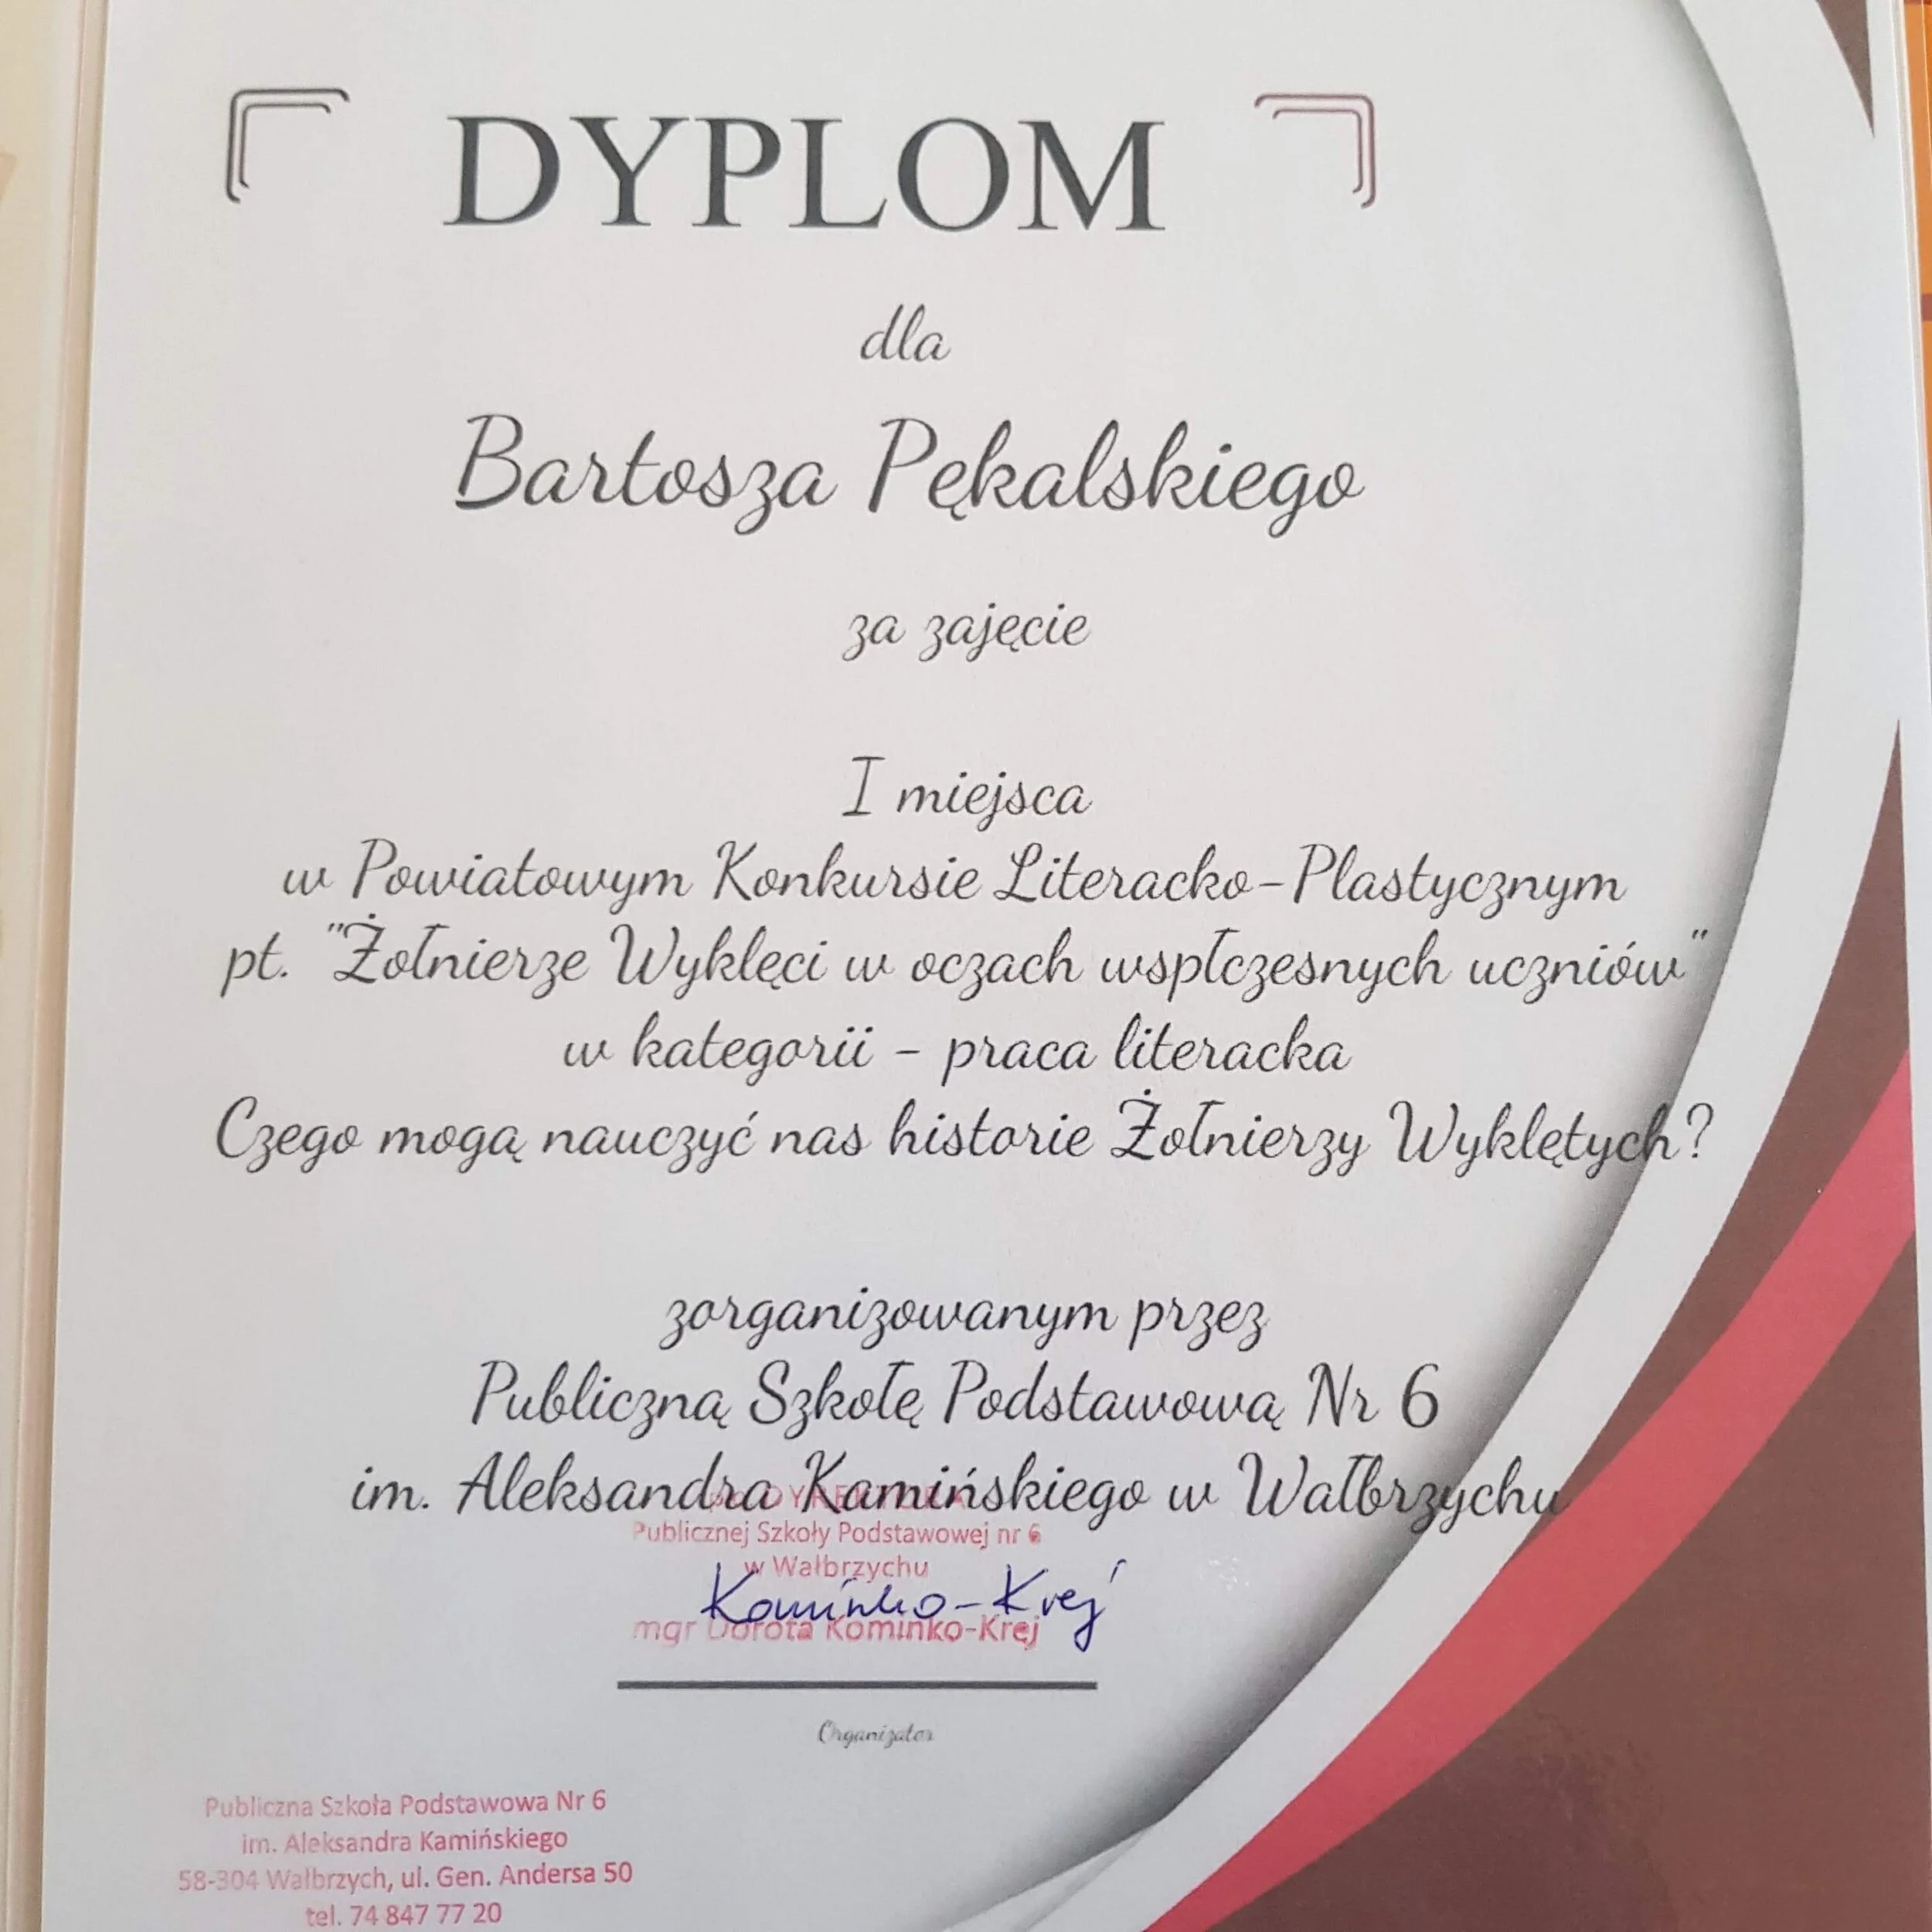 DYPLOM
dla
Bartosza Pękalskiego
za zajęcie
I miejsca
w Powiatowym Konkursie Literacko-Plastycznym
pt. "Żołnierze Wyklęci w oczach wspłczesnych uczniów"
w kategorii - praca literacka
Czego mogą nauczyć nas historie Żołnierzy Wyklętych?
zorganizowanym przez
Publiczną Szkołę Podstawową Nr 6
im. Aleksandra Kamińskiego w Wałbrzychu
Publicznej Szkoły Podstawowej nr 6
w Wałbrzychu
Kominko-Krej
mgr Dorota Kominko-Krej
Organizator
Publiczna Szkoła Podstawowa Nr 6
im. Aleksandra Kamińskiego
58-304 Wałbrzych, ul. Gen. Andersa 50
tel. 74 847 77 20